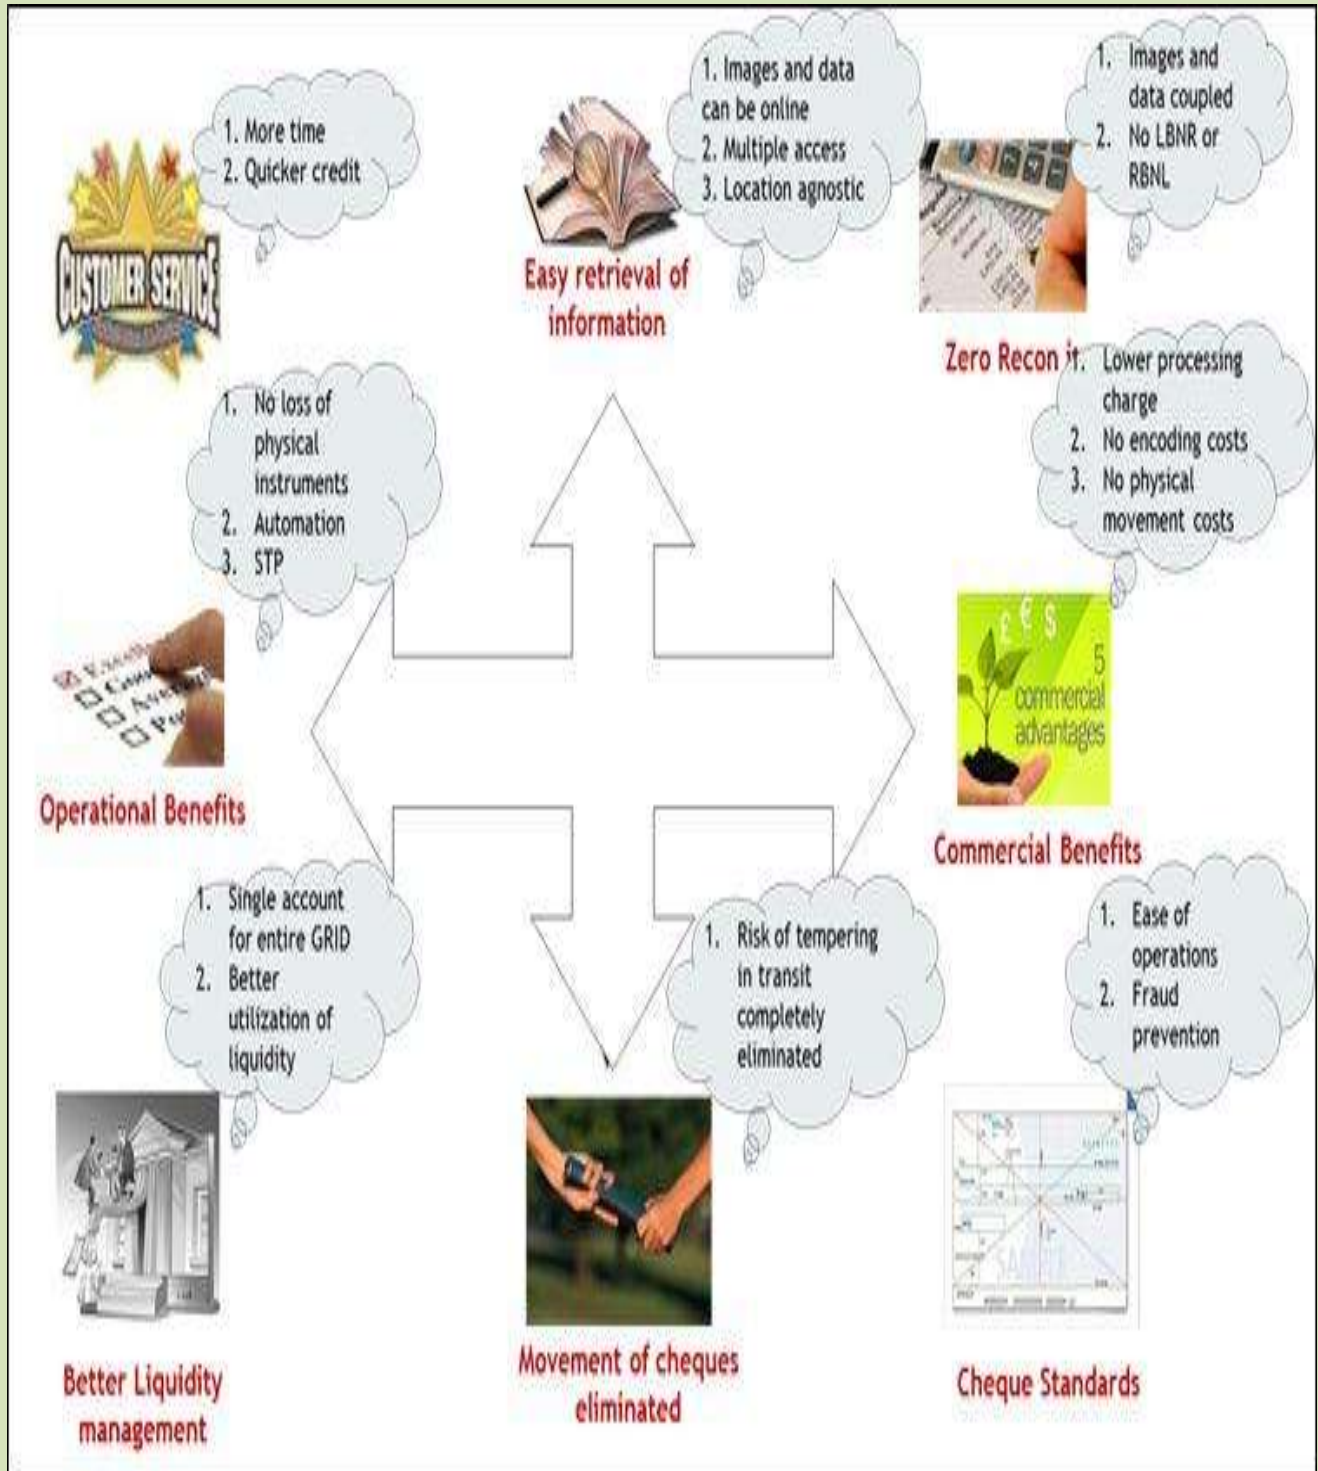 1. More time
2. Quicker credit
CUSTOMER SERVICE
1. Images and data
can be online
2. Multiple access
3. Location agnostic
Easy retrieval of
information
1. Images and
data coupled
2. No LBNR or
RBNL
Zero Recon it
1. No loss of
physical
instruments
2. Automation
3. STP
Operational Benefits
1. Lower processing
charge
2. No encoding costs
3. No physical
movement costs
£ € $
5
commercial
advantages
Commercial Benefits
1. Single account
for entire GRID
2. Better
utilization of
liquidity
Better Liquidity
management
1. Risk of tempering
in transit
completely
eliminated
Movement of cheques
eliminated
1. Ease of
operations
2. Fraud
prevention
Cheque Standards